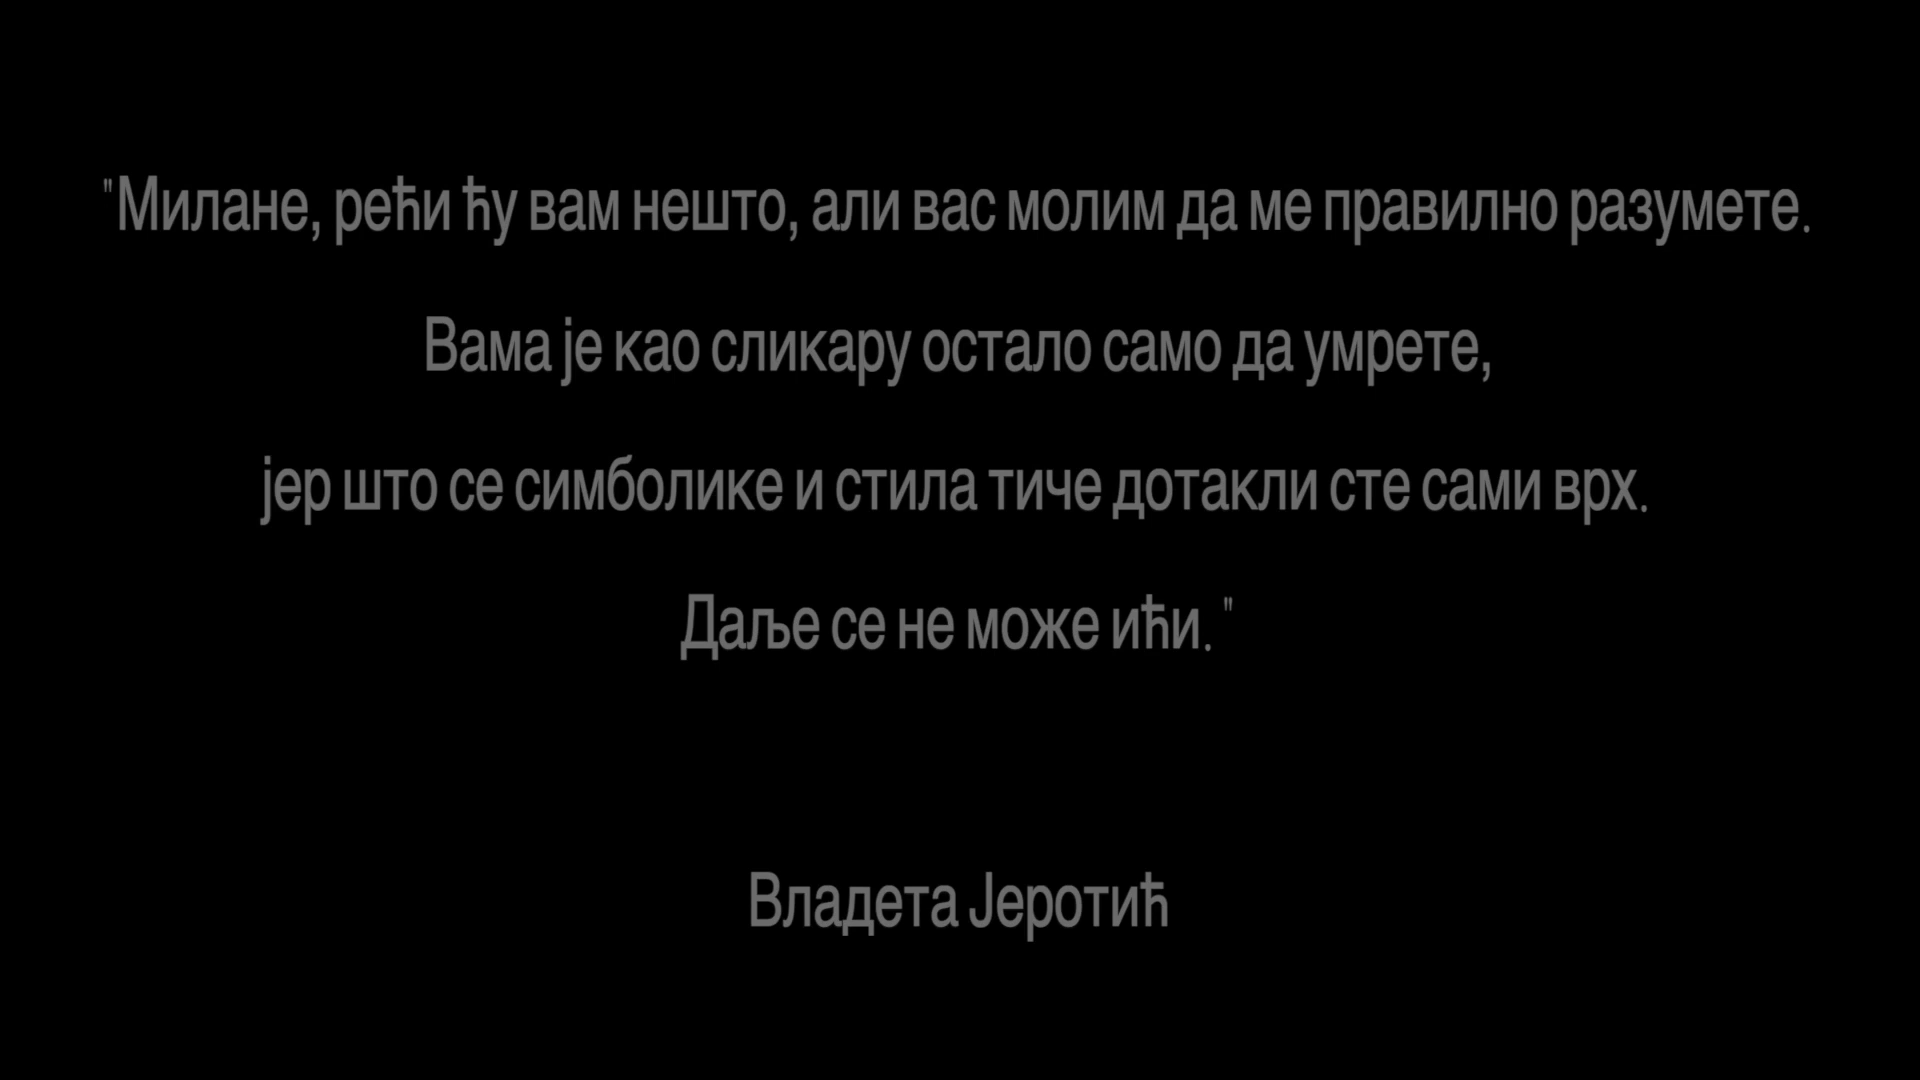 "Милане, рећи ћу вам нешто, али вас молим да ме правилно разумете.
Вама је као сликару остало само да умрете,
јер што се симболике и стила тиче дотакли сте сами врх.
Даље се не може ићи. "
Владета Јеротић